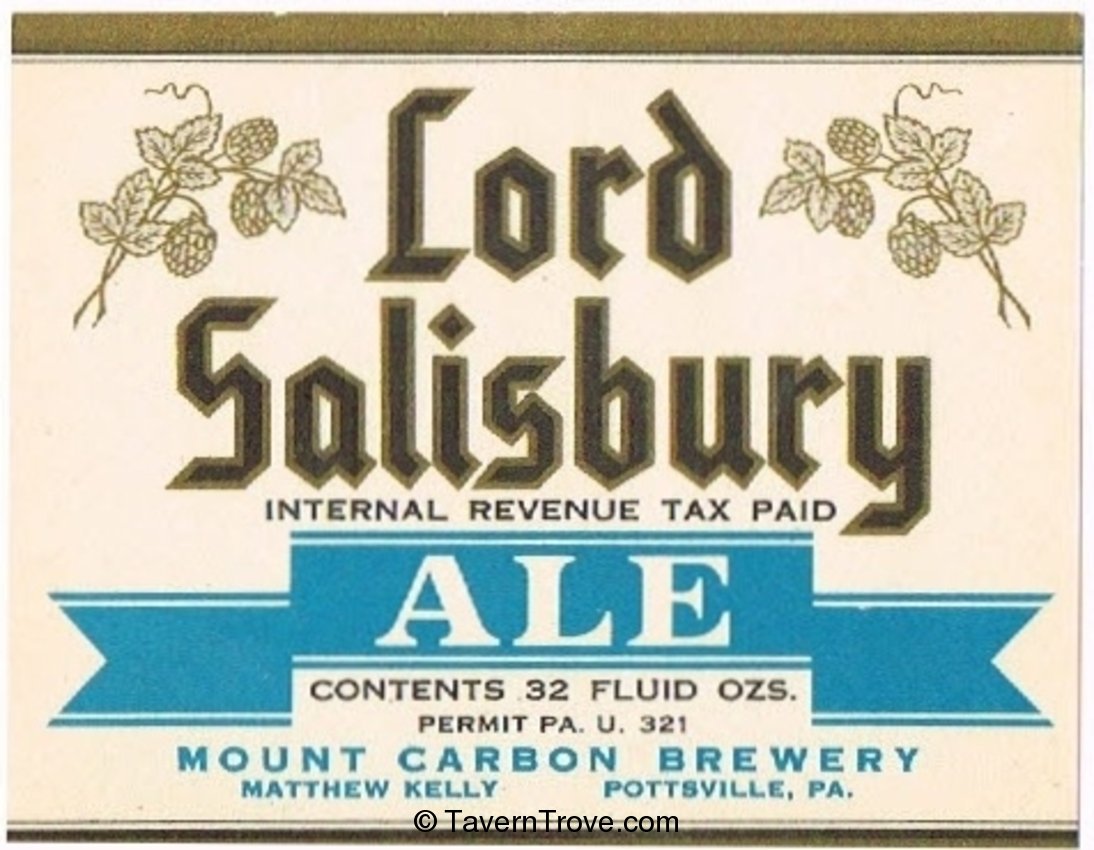 Lord
Salisbury
INTERNAL REVENUE TAX PAID
ALE
CONTENTS 32 FLUID OZS.
PERMIT PA. U. 321
MOUNT CARBON BREWERY
MATTHEW KELLY POTTSVILLE, PA.
© TavernTrove.com